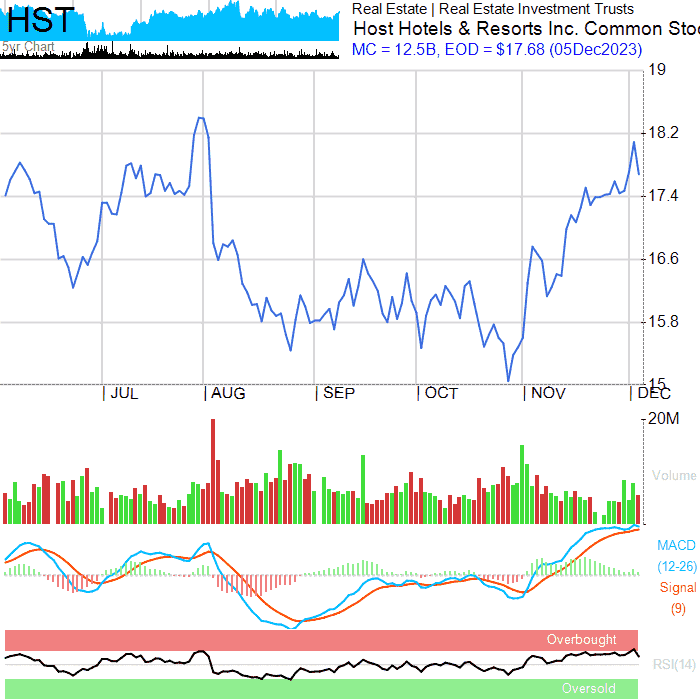 HST
5yr Chart
Real Estate | Real Estate Investment Trusts
Host Hotels & Resorts Inc. Common Stoc
MC = 12.5B, EOD = $17.68 (05Dec2023)
19
18.2
17.4
16.6
15.8
15
| JUL | AUG | SEP | OCT | NOV | DEC
20M
Volume
MACD
(12-26)
Signal
(9)
Overbought
RSI(14)
Oversold